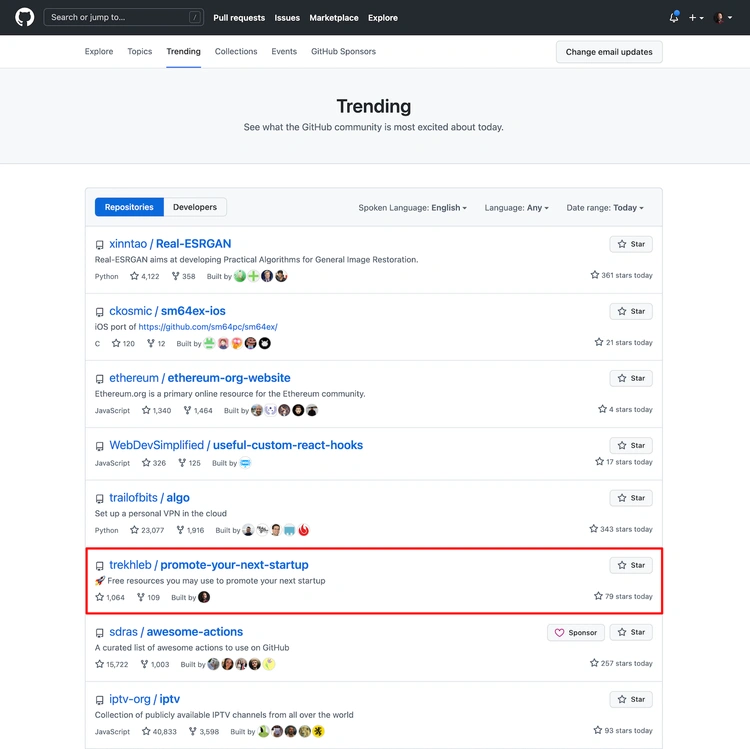 Search or jump to... /
Pull requests Issues Marketplace Explore
Explore Topics Trending Collections Events GitHub Sponsors Change email updates
Trending
See what the GitHub community is most excited about today.
Repositories Developers Spoken Language: English Language: Any Date range: Today
xinntao / Real-ESRGAN Star
Real-ESRGAN aims at developing Practical Algorithms for General Image Restoration.
Python 4,122 358 Built by 361 stars today
ckosmic / sm64ex-ios Star
iOS port of https://github.com/sm64pc/sm64ex/
C 120 12 Built by 21 stars today
ethereum / ethereum-org-website Star
Ethereum.org is a primary online resource for the Ethereum community.
JavaScript 1,340 1,464 Built by 4 stars today
WebDevSimplified / useful-custom-react-hooks Star
JavaScript 326 125 Built by 17 stars today
trailofbits / algo Star
Set up a personal VPN in the cloud
Python 23,077 1,916 Built by 343 stars today
trekhleb / promote-your-next-startup Star
🚀 Free resources you may use to promote your next startup
1,064 109 Built by 79 stars today
sdras / awesome-actions Sponsor Star
A curated list of awesome actions to use on GitHub
15,722 1,003 Built by 257 stars today
iptv-org / iptv Star
Collection of publicly available IPTV channels from all over the world
JavaScript 40,833 3,598 Built by 93 stars today